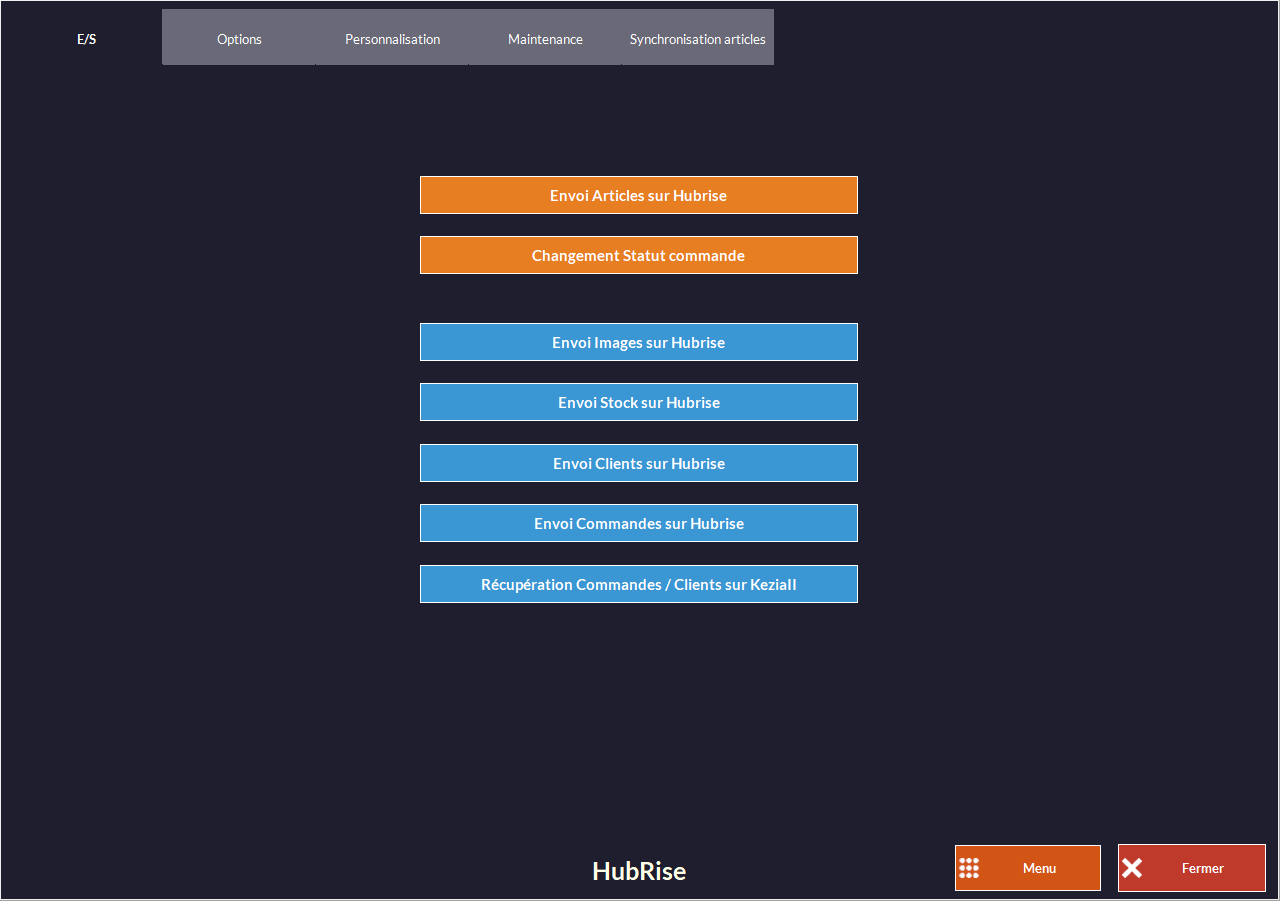 E/S
Options
Personnalisation
Maintenance
Synchronisation articles
Envoi Articles sur Hubrise
Changement Statut commande
Envoi Images sur Hubrise
Envoi Stock sur Hubrise
Envoi Clients sur Hubrise
Envoi Commandes sur Hubrise
Récupération Commandes / Clients sur KeziaII
HubRise
Menu
Fermer